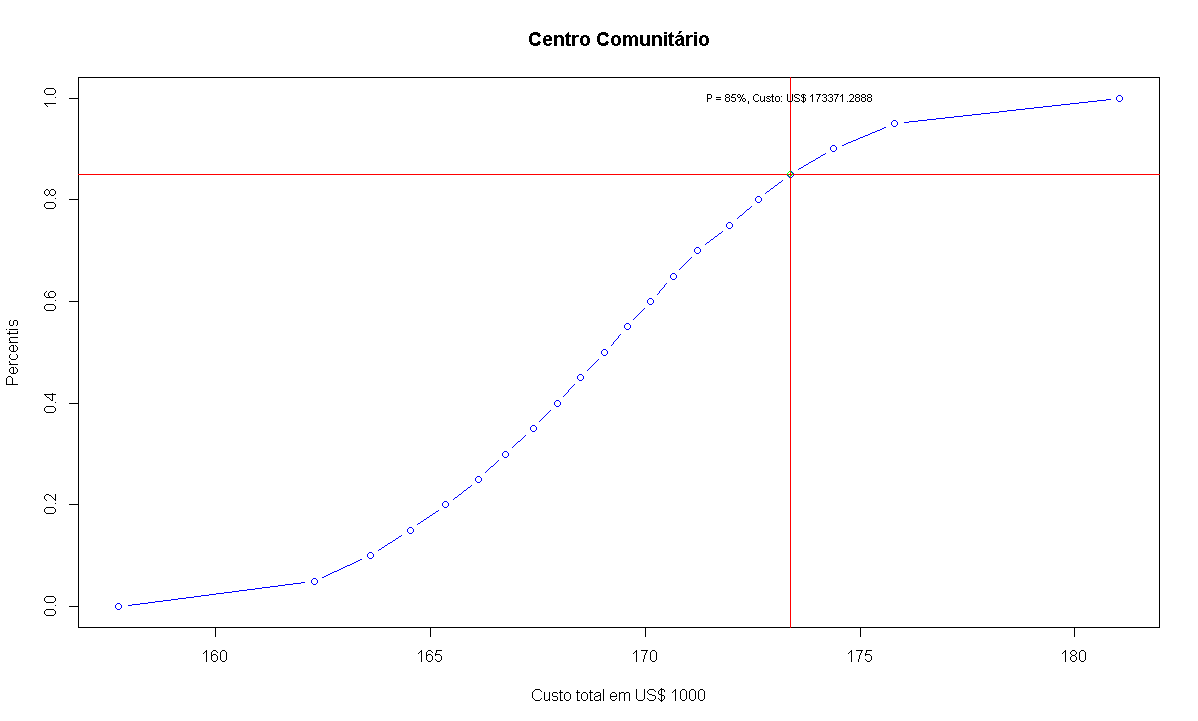 Centro Comunitário
P = 85%, Custo: US$ 173371.2888
Percentis
1.0
0.8
0.6
0.4
0.2
0.0
160 165 170 175 180
Custo total em US$ 1000